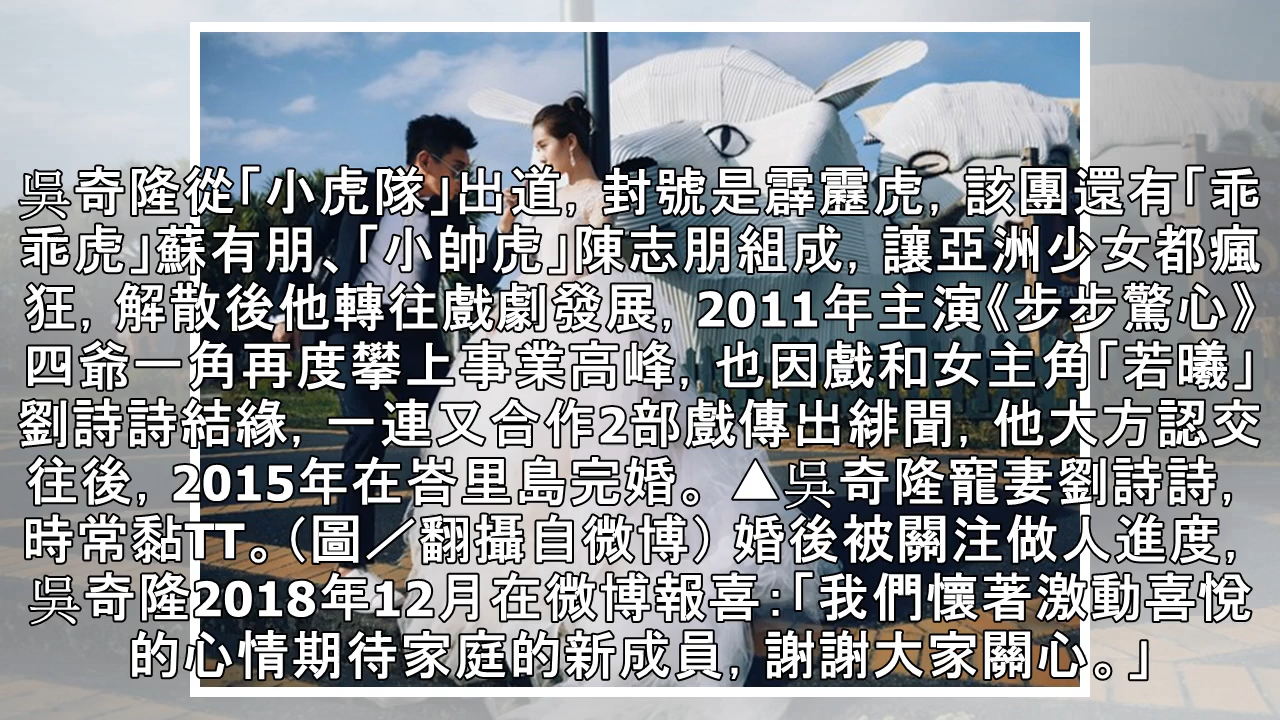 吳奇隆從「小虎隊」出道, 封號是霹靂虎, 該團還有「乖
乖虎」蘇有朋、「小帥虎」陳志朋組成, 讓亞洲少女都瘋
狂, 解散後他轉往戲劇發展, 2011年主演《步步驚心》
四爺一角再度攀上事業高峰, 也因戲和女主角「若曦」
劉詩詩結緣, 一連又合作2部戲傳出緋聞, 他大方認交
往後, 2015年在峇里島完婚。▲吳奇隆寵妻劉詩詩,
時常黏TT。(圖／翻攝自微博) 婚後被關注做人進度,
吳奇隆2018年12月在微博報喜:「我們懷著激動喜悅
的心情期待家庭的新成員, 謝謝大家關心。」